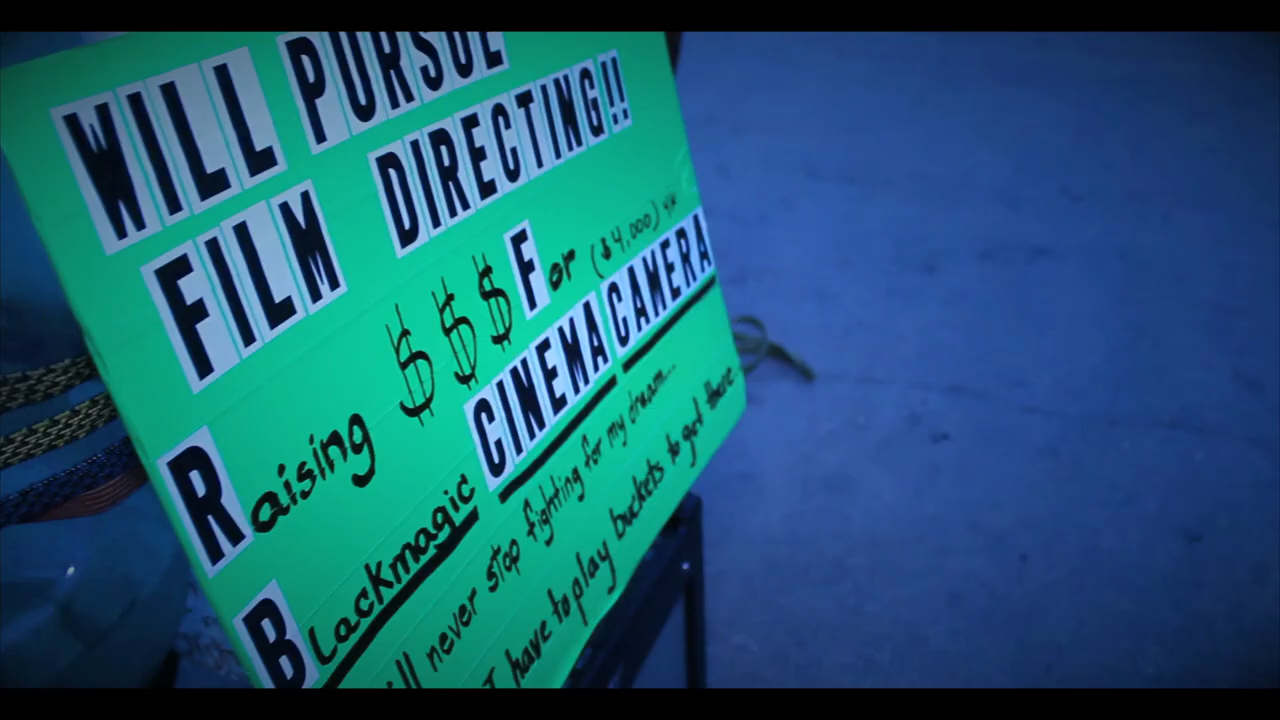 WILL PURSUE
FILM DIRECTING!!
Raising $$$ For ($4,000) 4K
Blackmagic CINEMA CAMERA
ill never stop fighting for my dream...
I have to play buckets to get there